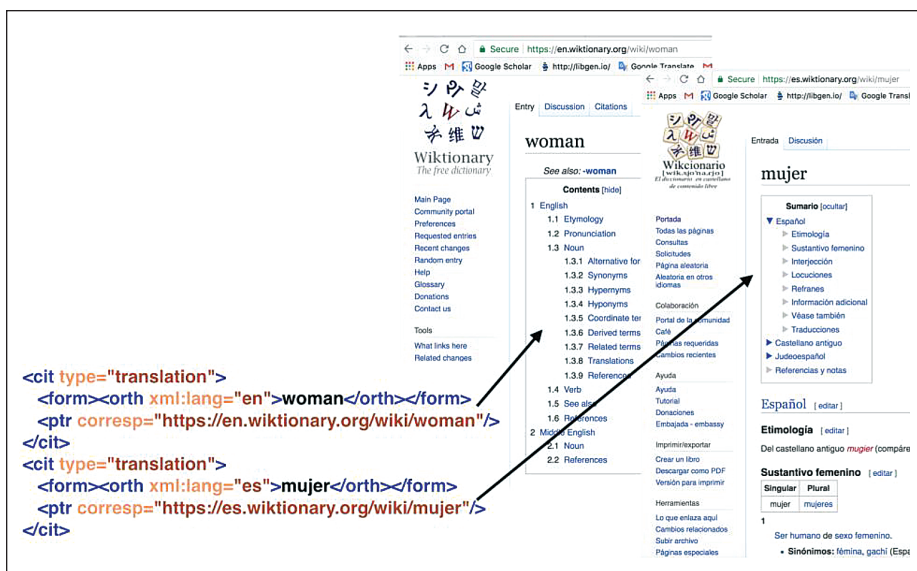 Secure | https://en.wiktionary.org/wiki/woman
Apps Google Scholar http://libgen.io/ Google Translate
シ や 말
λ W ش
水 维 ש
Wiktionary
The free dictionary
Main Page
Community portal
Preferences
Requested entries
Recent changes
Random entry
Help
Glossary
Donations
Contact us
Tools
What links here
Related changes
Entry Discussion Citations
woman
See also: -woman
Contents [hide]
1 English
1.1 Etymology
1.2 Pronunciation
1.3 Noun
1.3.1 Alternative for
1.3.2 Synonyms
1.3.3 Hypernyms
1.3.4 Hyponyms
1.3.5 Coordinate te
1.3.6 Derived terms
1.3.7 Related terms
1.3.8 Translations
1.3.9 References
1.4 Verb
1.5 See also
1.6 References
2 Middle English
2.1 Noun
2.2 References
Secure | https://es.wiktionary.org/wiki/mujer
Apps Google Scholar http://libgen.io/ Google Transl
Wikcionario
[wik.sjo'na.rjo]
El diccionario en castellano
de contenido libre
Portada
Todas las páginas
Consultas
Solicitudes
Página aleatoria
Aleatoria en otros
idiomas
Colaboración
Portal de la comunidad
Café
Páginas requeridas
Cambios recientes
Ayuda
Ayuda
Tutorial
Donaciones
Embajada - embassy
Imprimir/exportar
Crear un libro
Descargar como PDF
Versión para imprimir
Herramientas
Lo que enlaza aquí
Cambios relacionados
Subir archivo
Páginas especiales
Entrada Discusión
mujer
Sumario [ocultar]
Español
Etimología
Sustantivo femenino
Interjección
Locuciones
Refranes
Información adicional
Véase también
Traducciones
Castellano antiguo
Judeoespañol
Referencias y notas
Español [editar]
Etimología [editar]
Del castellano antiguo mugier (compáre
Sustantivo femenino [editar]
Singular Plural
mujer mujeres
1
Ser humano de sexo femenino.
• Sinónimos: fémina, gachí (Espa
<cit type="translation">
<form><orth xml:lang="en">woman</orth></form>
<ptr corresp="https://en.wiktionary.org/wiki/woman"/>
</cit>
<cit type="translation">
<form><orth xml:lang="es">mujer</orth></form>
<ptr corresp="https://es.wiktionary.org/wiki/mujer"/>
</cit>